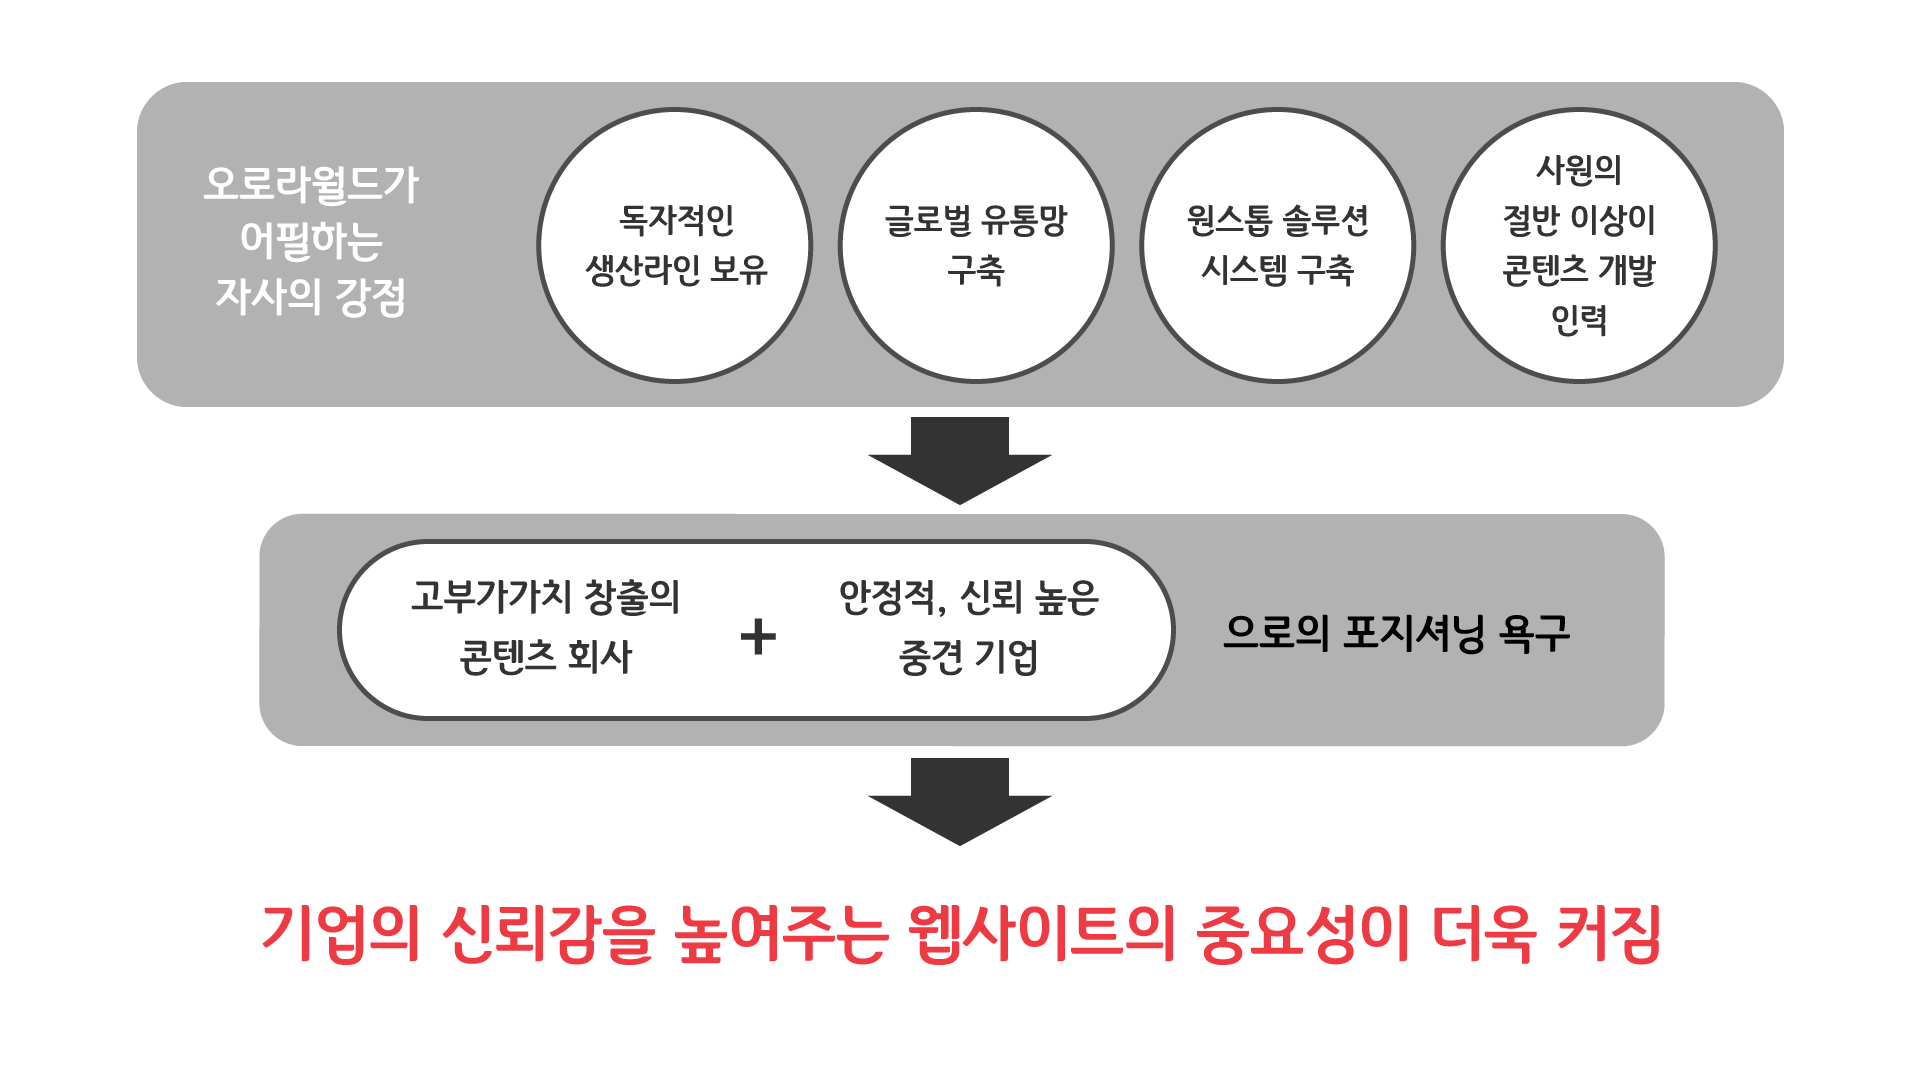 오로라월드가
어필하는
자사의 강점
독자적인
생산라인 보유
글로벌 유통망
구축
원스톱 솔루션
시스템 구축
사원의
절반 이상이
콘텐츠 개발
인력
고부가가치 창출의
콘텐츠 회사
+
안정적, 신뢰 높은
중견 기업
으로의 포지셔닝 욕구
기업의 신뢰감을 높여주는 웹사이트의 중요성이 더욱 커짐